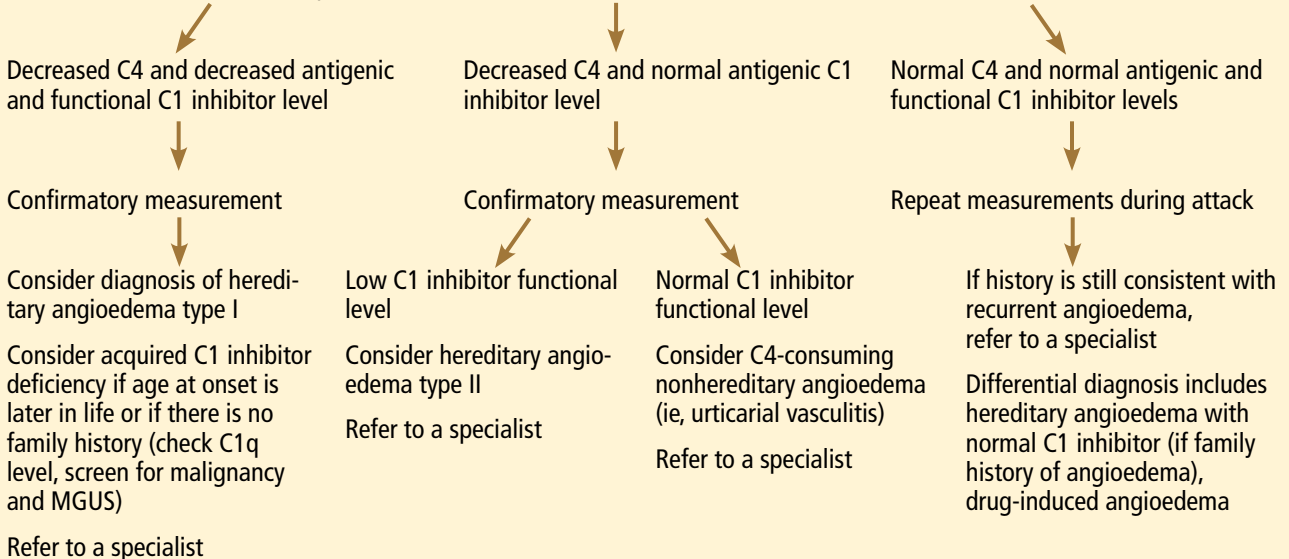 Decreased C4 and decreased antigenic
and functional C1 inhibitor level
Decreased C4 and normal antigenic C1
inhibitor level
Normal C4 and normal antigenic and
functional C1 inhibitor levels
Confirmatory measurement
Confirmatory measurement
Repeat measurements during attack
Consider diagnosis of heredi-
tary angioedema type I
Consider acquired C1 inhibitor
deficiency if age at onset is
later in life or if there is no
family history (check C1q
level, screen for malignancy
and MGUS)
Refer to a specialist
Low C1 inhibitor functional
level
Consider hereditary angio-
edema type II
Refer to a specialist
Normal C1 inhibitor
functional level
Consider C4-consuming
nonhereditary angioedema
(ie, urticarial vasculitis)
Refer to a specialist
If history is still consistent with
recurrent angioedema,
refer to a specialist
Differential diagnosis includes
hereditary angioedema with
normal C1 inhibitor (if family
history of angioedema),
drug-induced angioedema